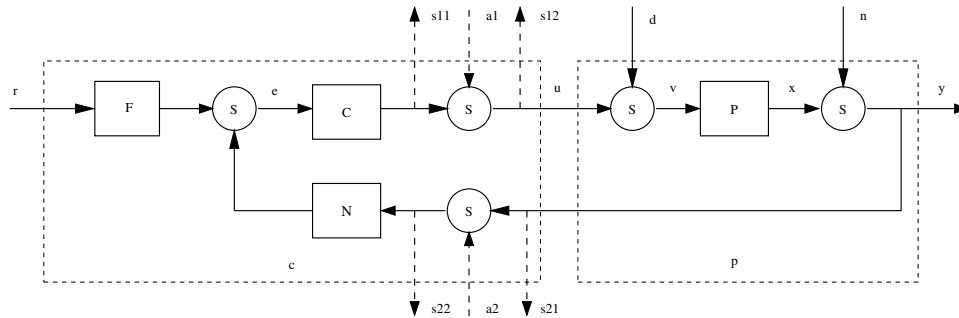 s11 a1 s12
d n
r F S e C S u S v P x S y
N S
c p
s22 a2 s21